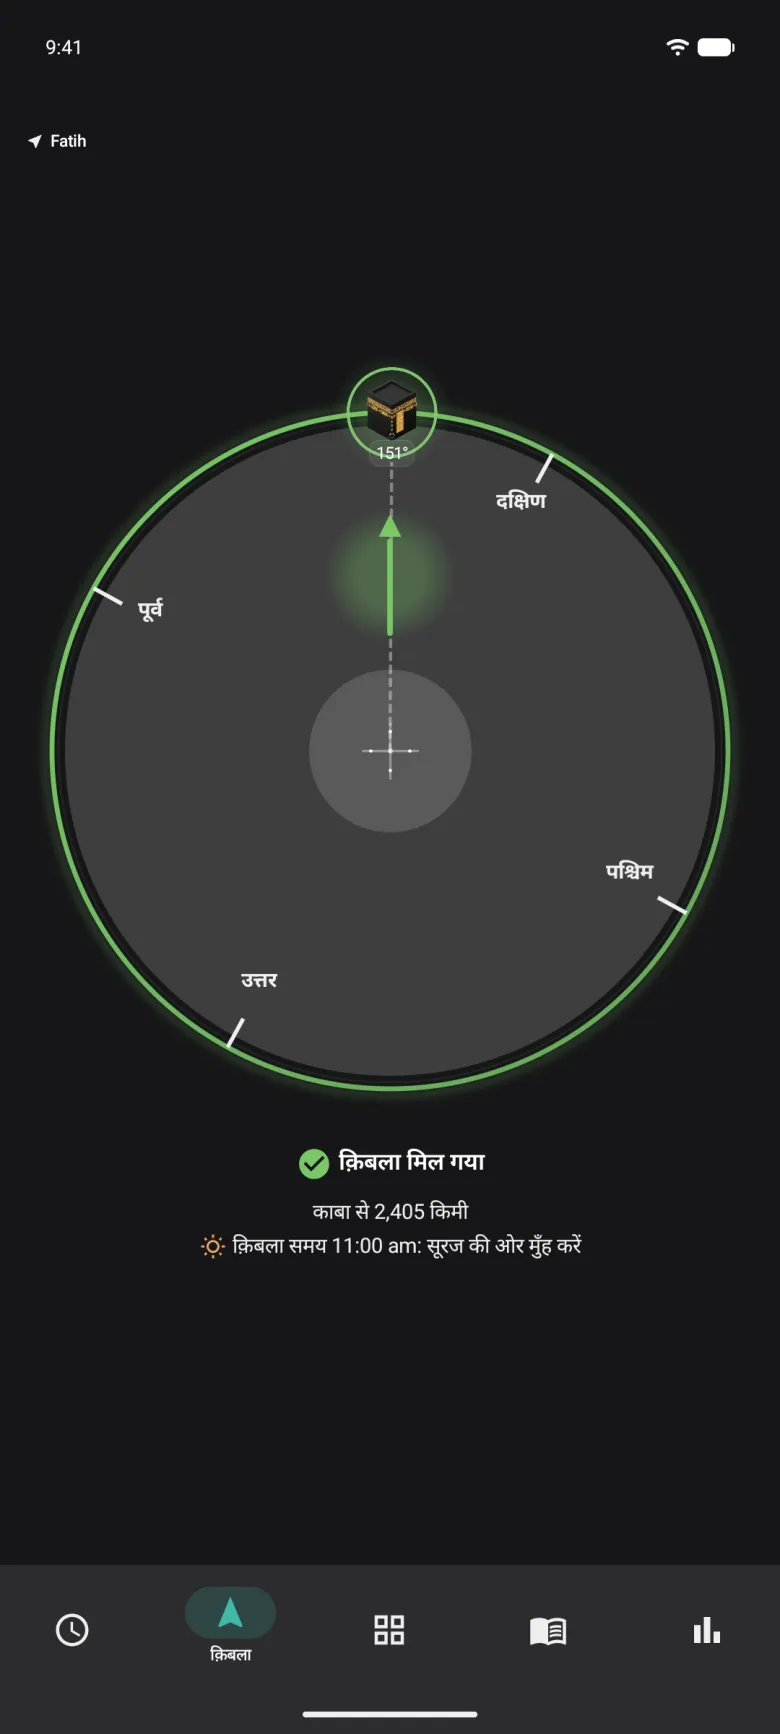 9:41
Fatih
151°
दक्षिण
पूर्व
पश्चिम
उत्तर
क़िबला मिल गया
काबा से 2,405 किमी
क़िबला समय 11:00 am: सूरज की ओर मुँह करें
क़िबला